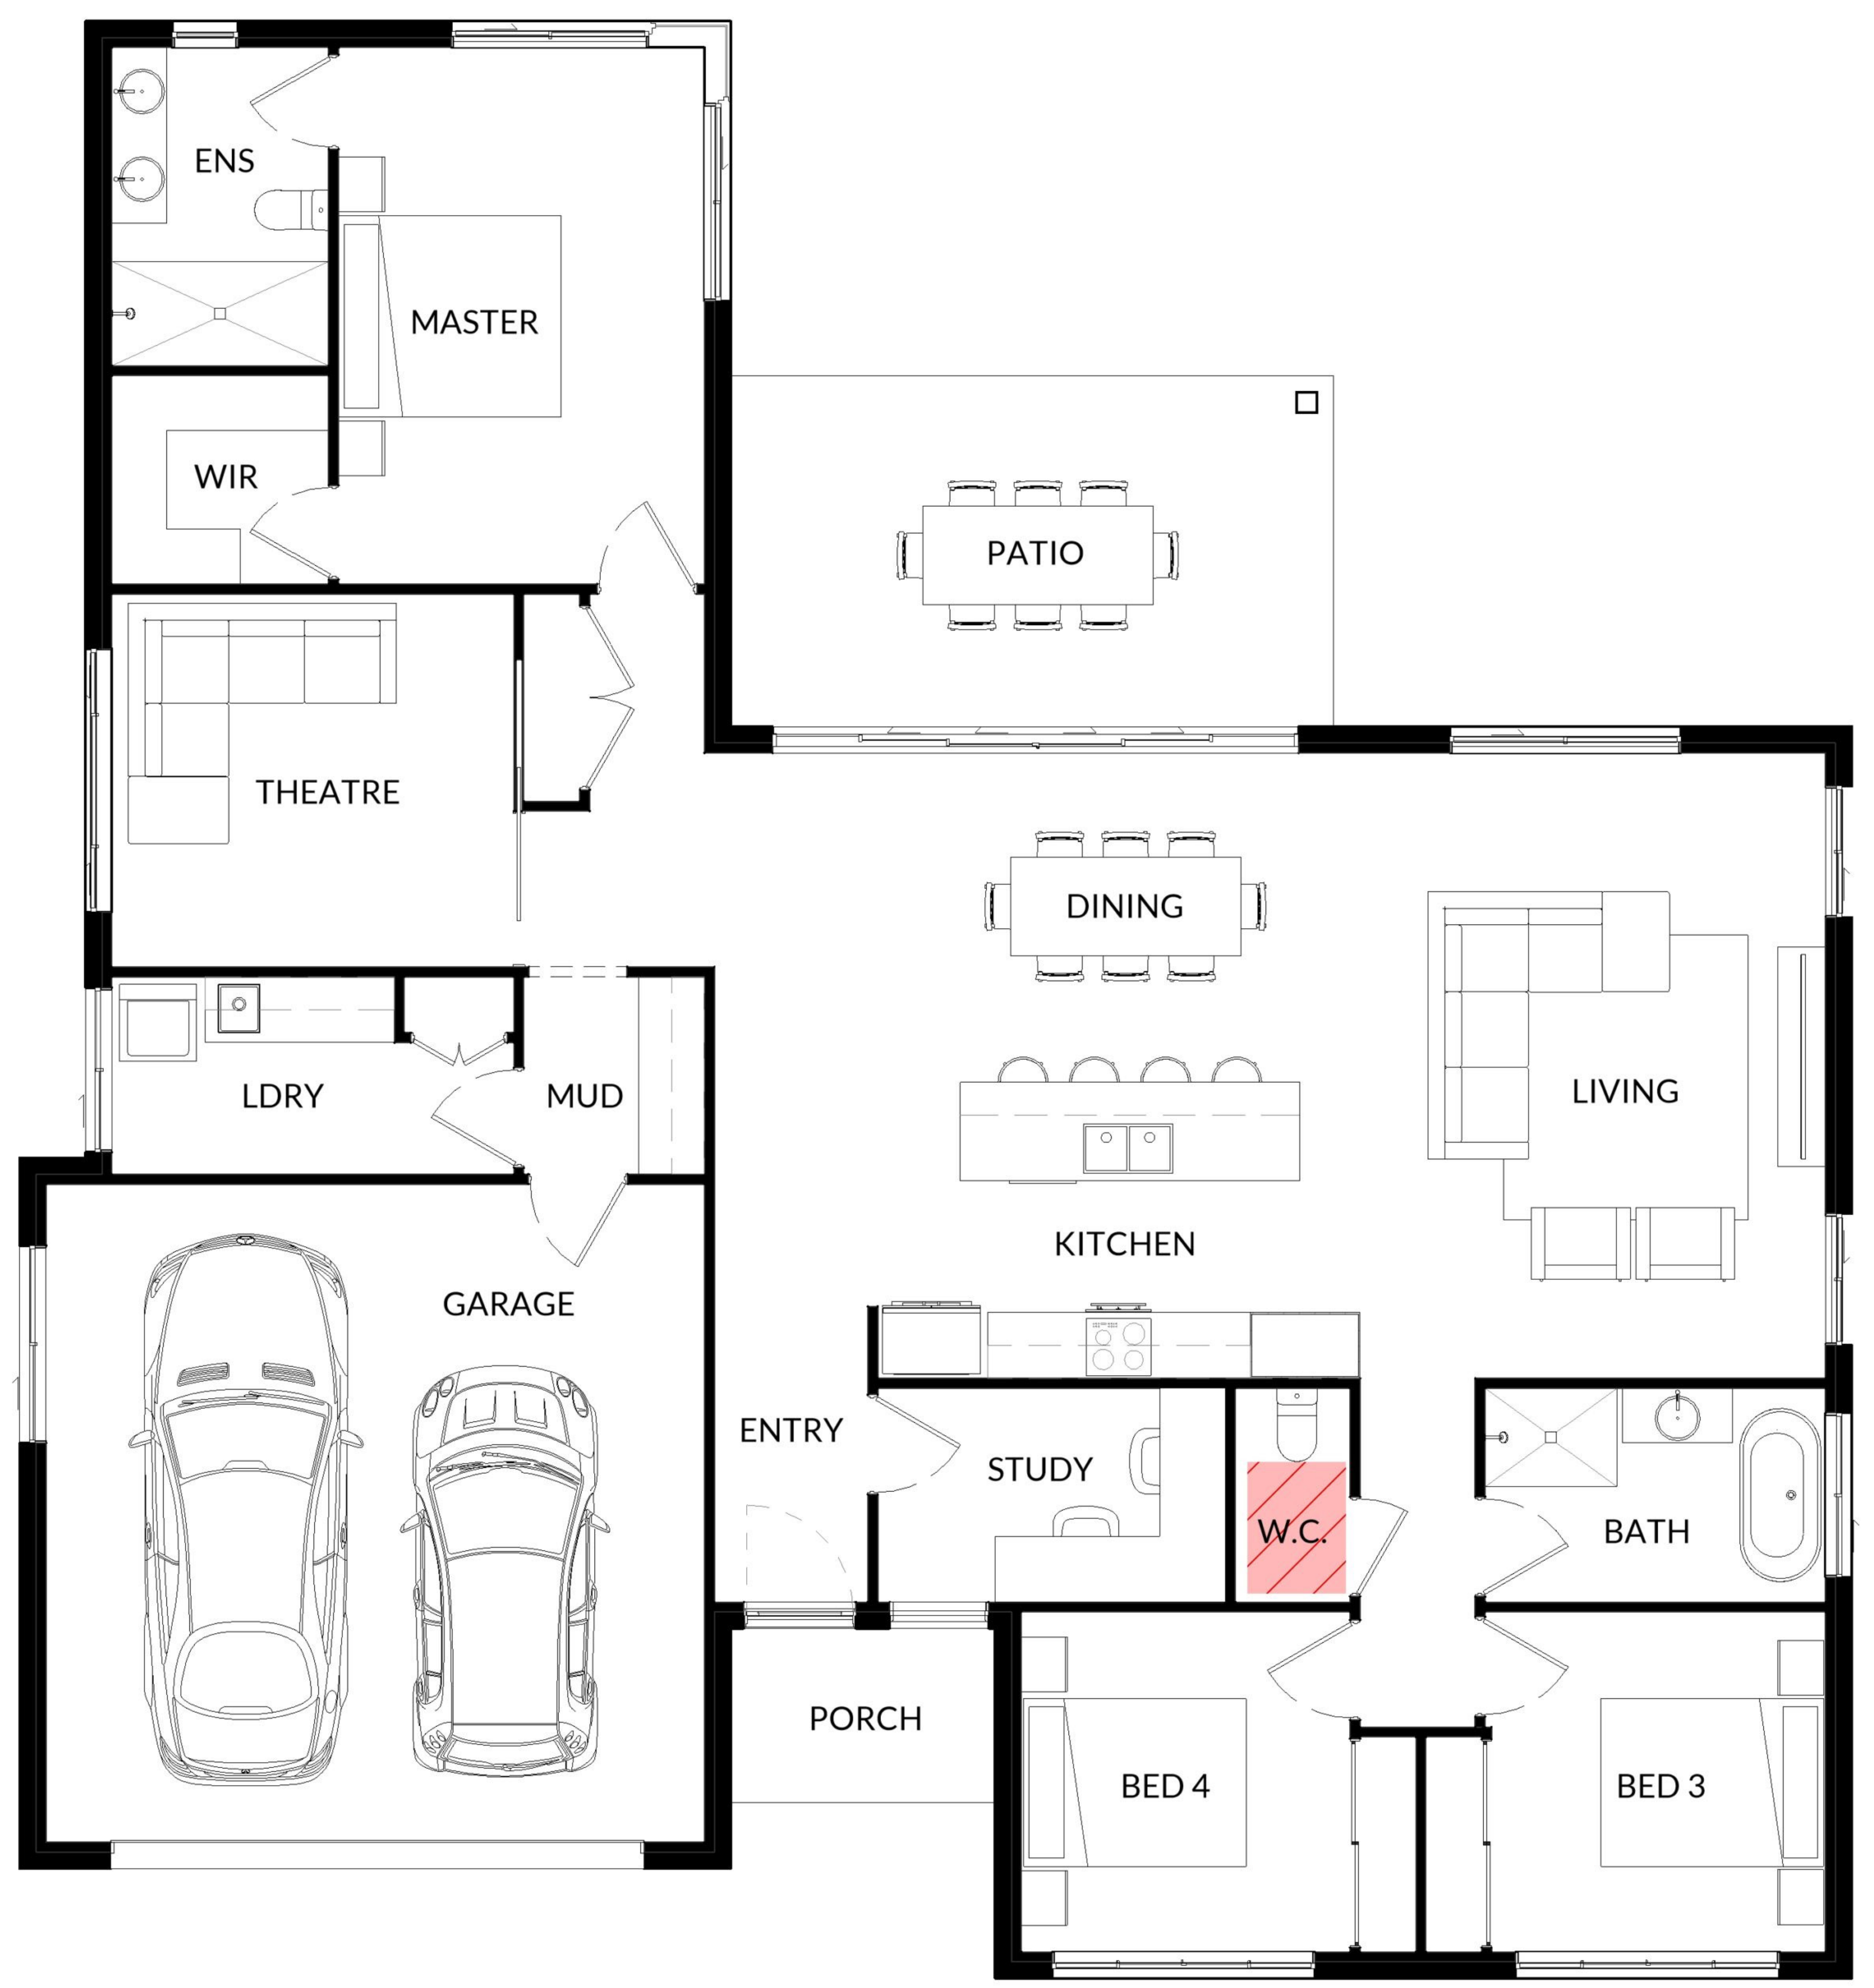 ENS
MASTER
WIR
PATIO
THEATRE
DINING
LDRY
MUD
LIVING
KITCHEN
GARAGE
ENTRY
STUDY
W.C.
BATH
PORCH
BED 4
BED 3